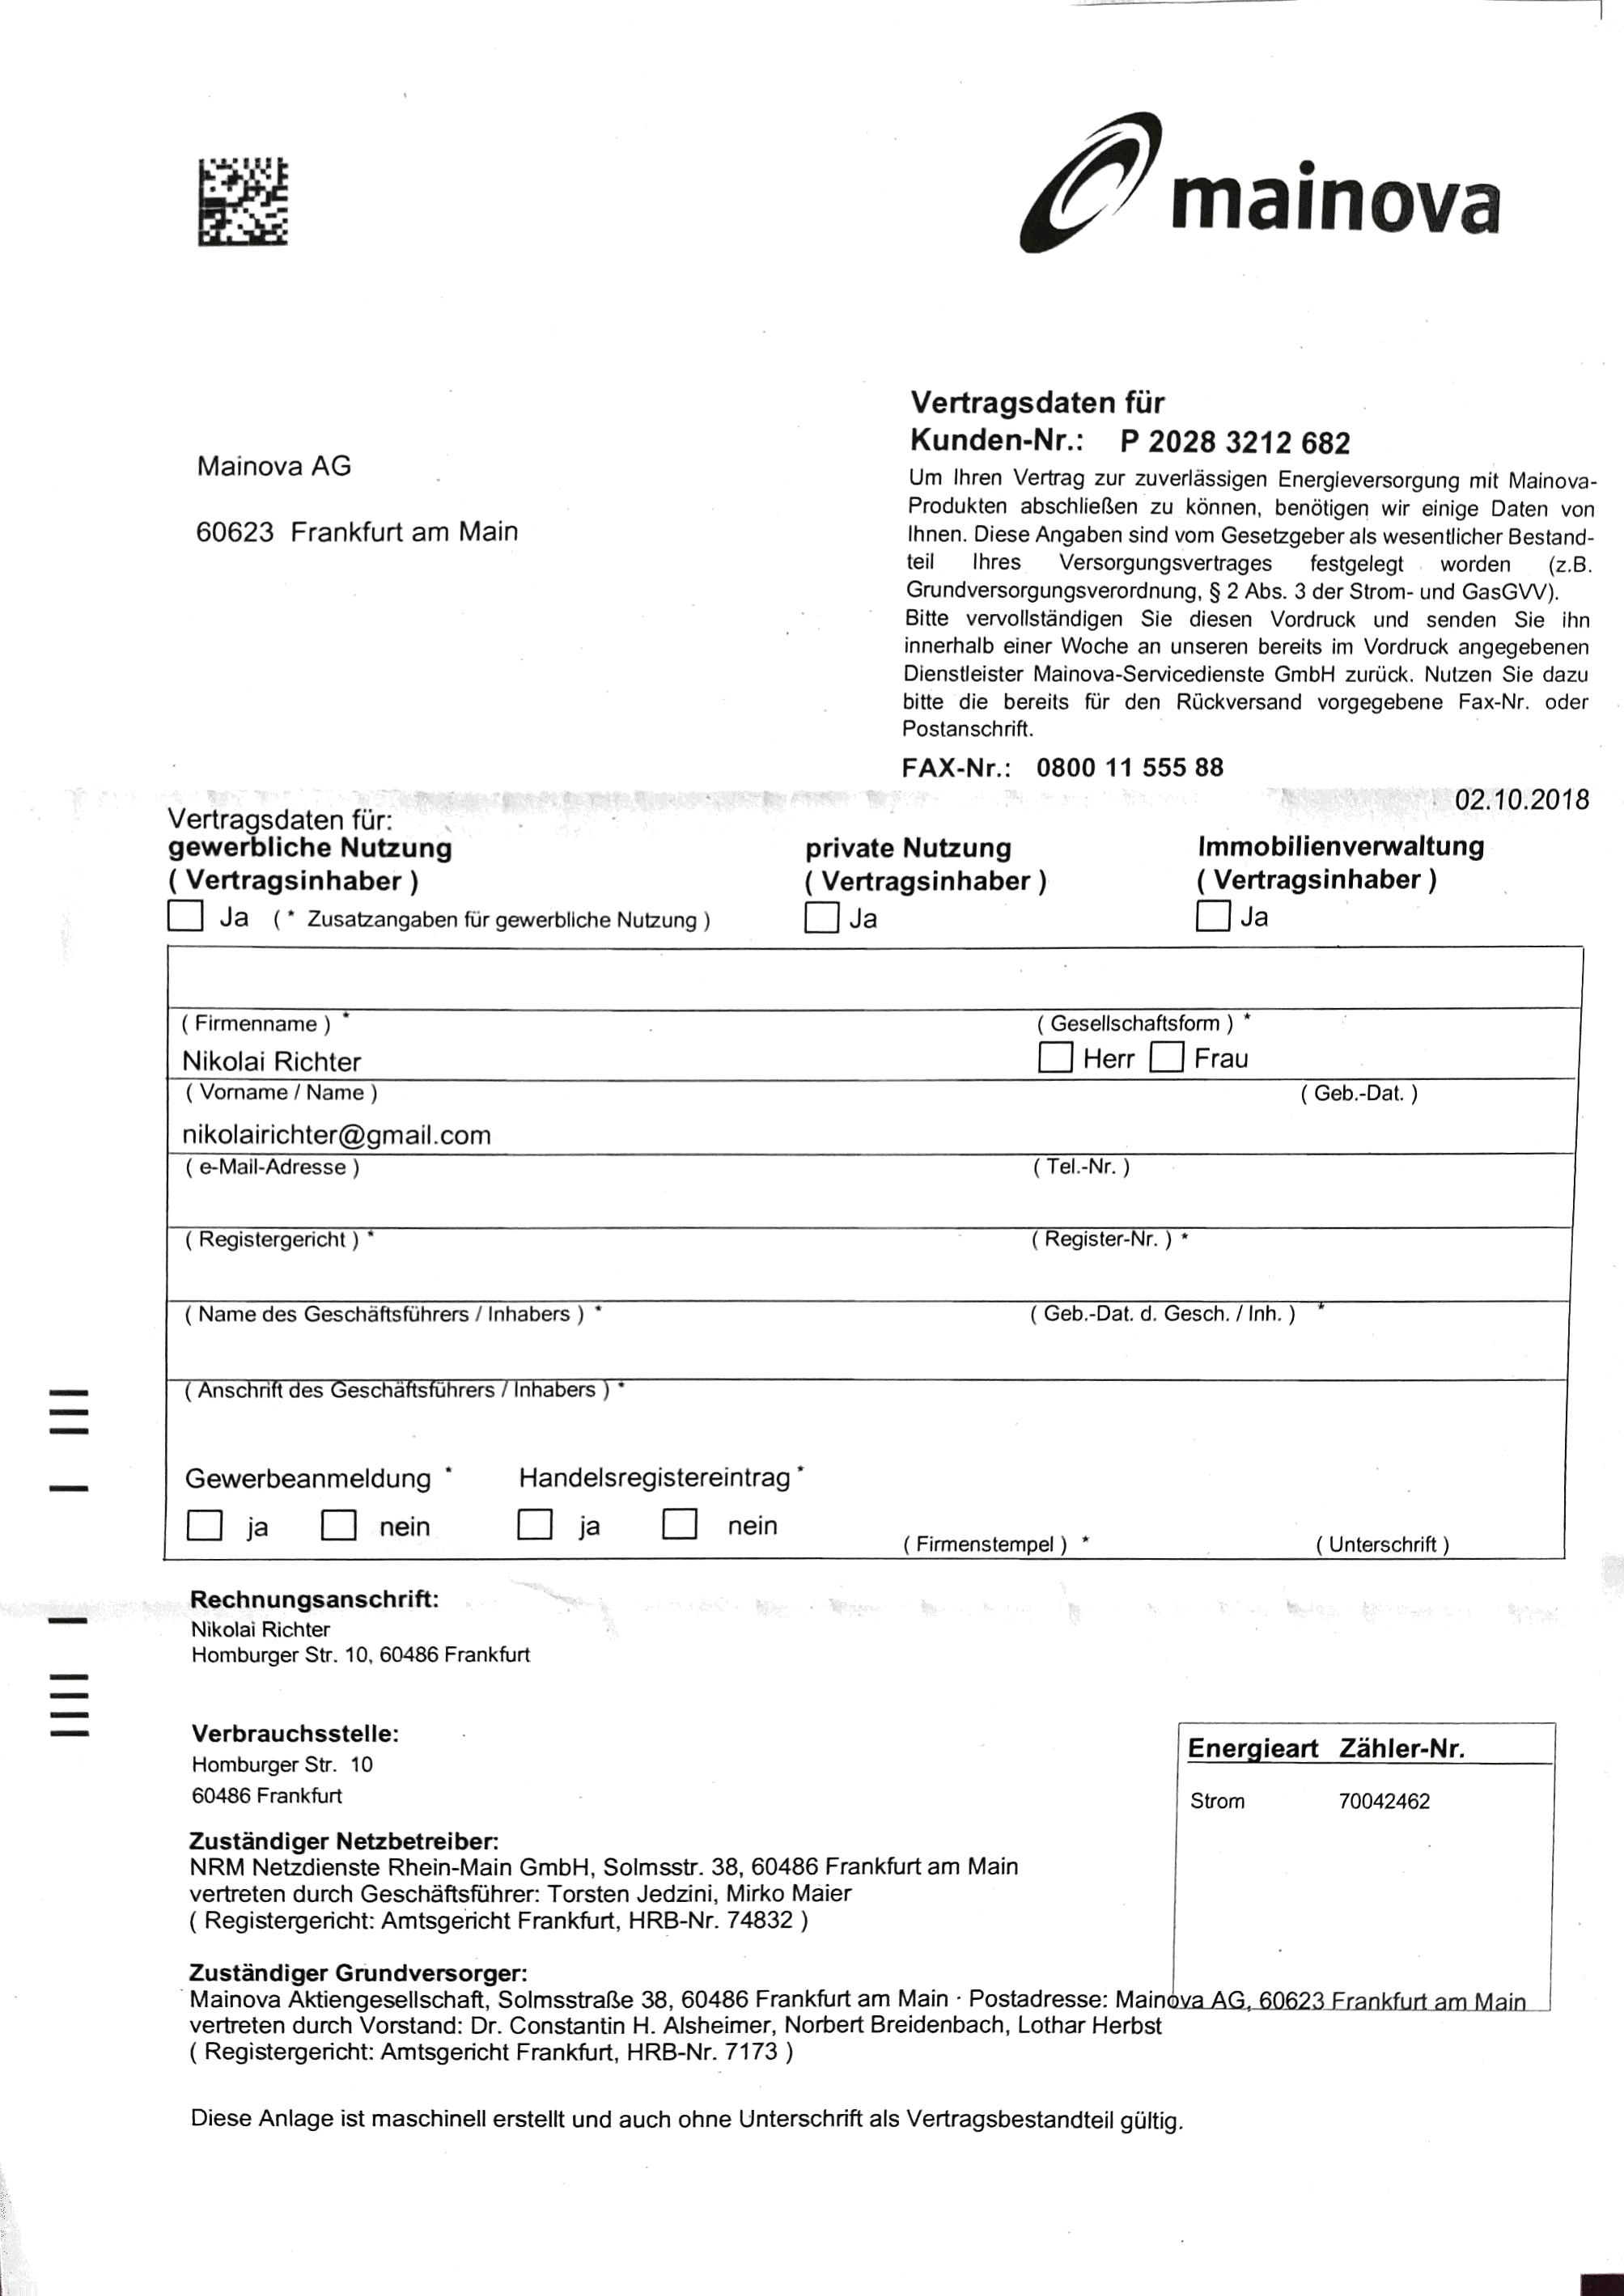 mainova
Vertragsdaten für
Kunden-Nr.: P 2028 3212 682
Mainova AG
60623 Frankfurt am Main
Um Ihren Vertrag zur zuverlässigen Energieversorgung mit Mainova-
Produkten abschließen zu können, benötigen wir einige Daten von
Ihnen. Diese Angaben sind vom Gesetzgeber als wesentlicher Bestand-
teil Ihres Versorgungsvertrages festgelegt worden (z.B.
Grundversorgungsverordnung, § 2 Abs. 3 der Strom- und GasGVV).
Bitte vervollständigen Sie diesen Vordruck und senden Sie ihn
innerhalb einer Woche an unseren bereits im Vordruck angegebenen
Dienstleister Mainova-Servicedienste GmbH zurück. Nutzen Sie dazu
bitte die bereits für den Rückversand vorgegebene Fax-Nr. oder
Postanschrift.
FAX-Nr.: 0800 11 555 88
02.10.2018
Vertragsdaten für:
gewerbliche Nutzung private Nutzung Immobilienverwaltung
( Vertragsinhaber ) ( Vertragsinhaber ) ( Vertragsinhaber )
Ja ( * Zusatzangaben für gewerbliche Nutzung ) Ja Ja
( Firmenname ) * ( Gesellschaftsform ) *
Nikolai Richter Herr Frau
( Vorname / Name ) ( Geb.-Dat. )
nikolairichter@gmail.com
( e-Mail-Adresse ) ( Tel.-Nr. )
( Registergericht ) * ( Register-Nr. ) *
( Name des Geschäftsführers / Inhabers ) * ( Geb.-Dat. d. Gesch. / Inh. ) *
( Anschrift des Geschäftsführers / Inhabers ) *
Gewerbeanmeldung * Handelsregistereintrag *
ja nein ja nein
( Firmenstempel ) * ( Unterschrift )
Rechnungsanschrift:
Nikolai Richter
Homburger Str. 10, 60486 Frankfurt
Verbrauchsstelle:
Homburger Str. 10
60486 Frankfurt
Energieart Zähler-Nr.
Strom 70042462
Zuständiger Netzbetreiber:
NRM Netzdienste Rhein-Main GmbH, Solmsstr. 38, 60486 Frankfurt am Main
vertreten durch Geschäftsführer: Torsten Jedzini, Mirko Maier
( Registergericht: Amtsgericht Frankfurt, HRB-Nr. 74832 )
Zuständiger Grundversorger:
Mainova Aktiengesellschaft, Solmsstraße 38, 60486 Frankfurt am Main · Postadresse: Mainova AG, 60623 Frankfurt am Main
vertreten durch Vorstand: Dr. Constantin H. Alsheimer, Norbert Breidenbach, Lothar Herbst
( Registergericht: Amtsgericht Frankfurt, HRB-Nr. 7173 )
Diese Anlage ist maschinell erstellt und auch ohne Unterschrift als Vertragsbestandteil gültig.